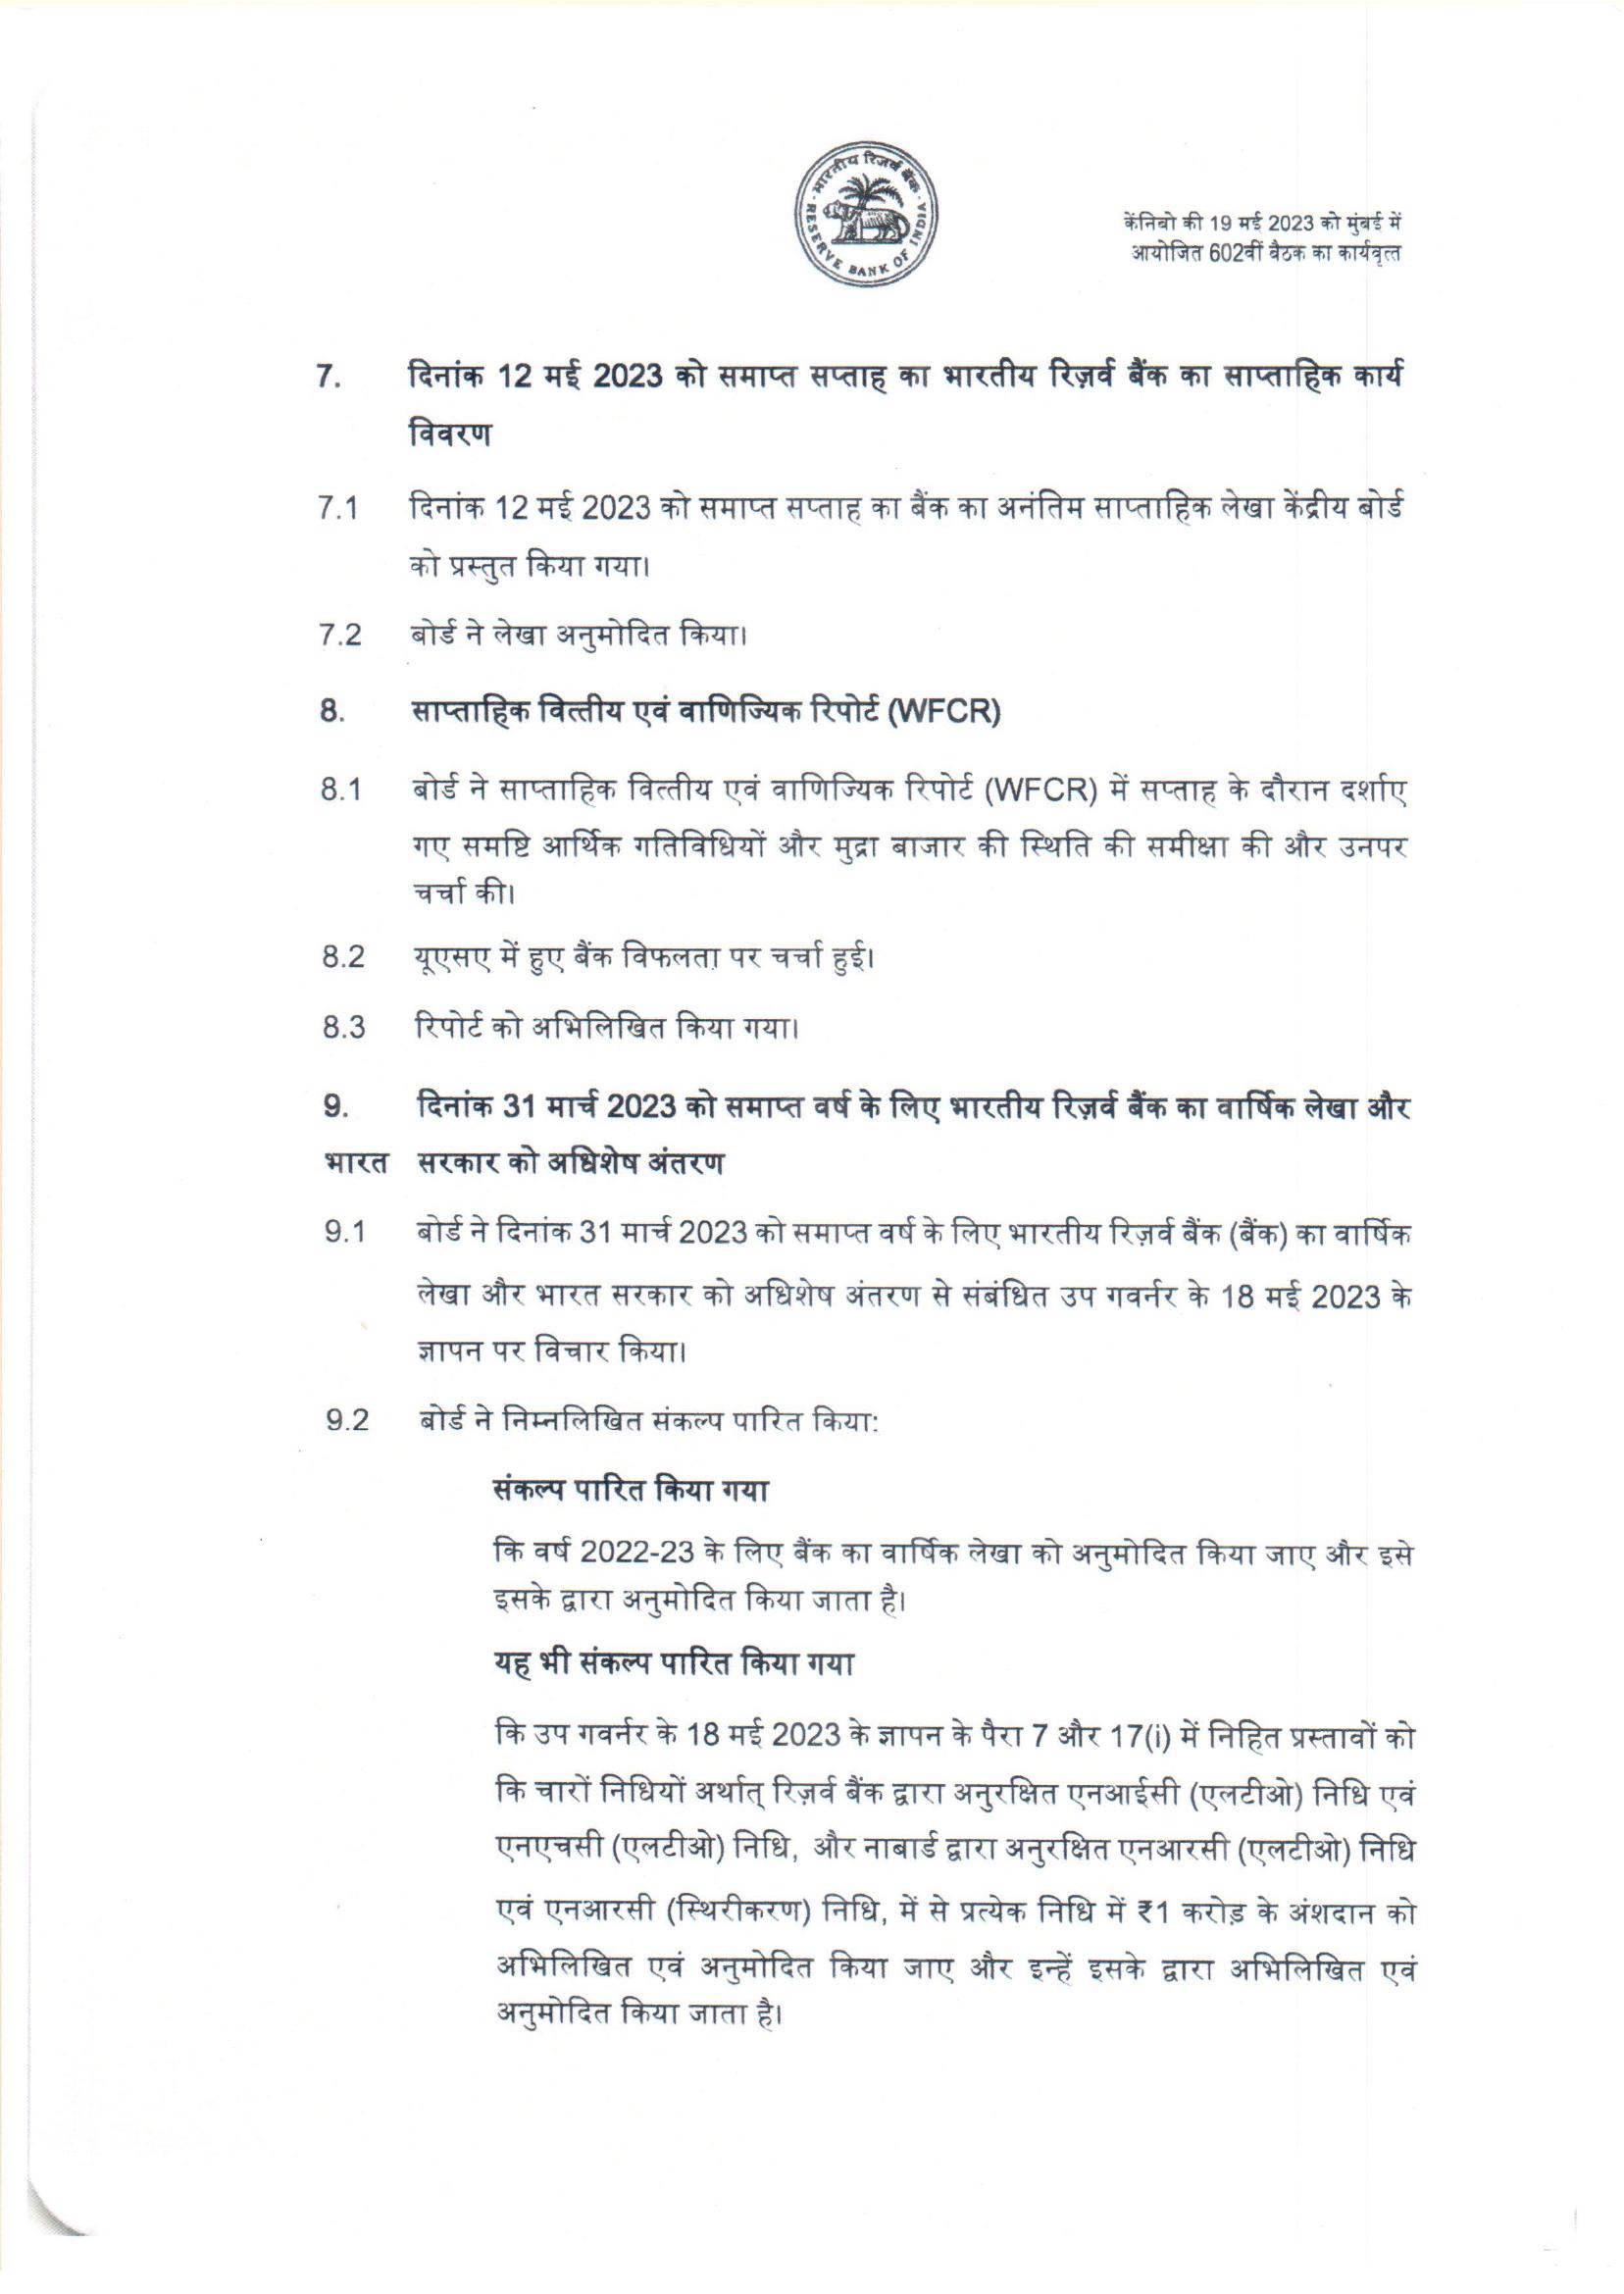 भारतीय रिज़र्व बैंक
RESERVE BANK OF INDIA
केंनिबो की 19 मई 2023 को मुंबई में
आयोजित 602वीं बैठक का कार्यवृत्त
7. दिनांक 12 मई 2023 को समाप्त सप्ताह का भारतीय रिज़र्व बैंक का साप्ताहिक कार्य
विवरण
7.1 दिनांक 12 मई 2023 को समाप्त सप्ताह का बैंक का अनंतिम साप्ताहिक लेखा केंद्रीय बोर्ड
को प्रस्तुत किया गया।
7.2 बोर्ड ने लेखा अनुमोदित किया।
8. साप्ताहिक वित्तीय एवं वाणिज्यिक रिपोर्ट (WFCR)
8.1 बोर्ड ने साप्ताहिक वित्तीय एवं वाणिज्यिक रिपोर्ट (WFCR) में सप्ताह के दौरान दर्शाए
गए समष्टि आर्थिक गतिविधियों और मुद्रा बाजार की स्थिति की समीक्षा की और उनपर
चर्चा की।
8.2 यूएसए में हुए बैंक विफलता पर चर्चा हुई।
8.3 रिपोर्ट को अभिलिखित किया गया।
9. दिनांक 31 मार्च 2023 को समाप्त वर्ष के लिए भारतीय रिज़र्व बैंक का वार्षिक लेखा और
भारत सरकार को अधिशेष अंतरण
9.1 बोर्ड ने दिनांक 31 मार्च 2023 को समाप्त वर्ष के लिए भारतीय रिज़र्व बैंक (बैंक) का वार्षिक
लेखा और भारत सरकार को अधिशेष अंतरण से संबंधित उप गवर्नर के 18 मई 2023 के
ज्ञापन पर विचार किया।
9.2 बोर्ड ने निम्नलिखित संकल्प पारित किया:
संकल्प पारित किया गया
कि वर्ष 2022-23 के लिए बैंक का वार्षिक लेखा को अनुमोदित किया जाए और इसे
इसके द्वारा अनुमोदित किया जाता है।
यह भी संकल्प पारित किया गया
कि उप गवर्नर के 18 मई 2023 के ज्ञापन के पैरा 7 और 17(i) में निहित प्रस्तावों को
कि चारों निधियों अर्थात् रिज़र्व बैंक द्वारा अनुरक्षित एनआईसी (एलटीओ) निधि एवं
एनएचसी (एलटीओ) निधि, और नाबार्ड द्वारा अनुरक्षित एनआरसी (एलटीओ) निधि
एवं एनआरसी (स्थिरीकरण) निधि, में से प्रत्येक निधि में ₹1 करोड़ के अंशदान को
अभिलिखित एवं अनुमोदित किया जाए और इन्हें इसके द्वारा अभिलिखित एवं
अनुमोदित किया जाता है।